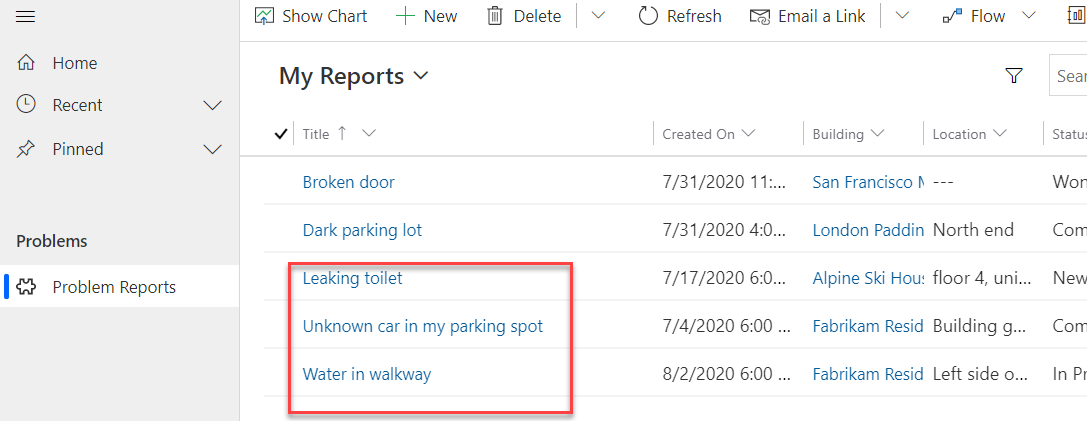 Show Chart New Delete Refresh Email a Link Flow
Home
My Reports
Sear
Recent
Title Created On Building Location Status
Pinned
Broken door 7/31/2020 11:... San Francisco M --- Won
Dark parking lot 7/31/2020 4:0... London Paddin North end Com
Problems
Leaking toilet 7/17/2020 6:0... Alpine Ski Hous floor 4, uni... New
Problem Reports
Unknown car in my parking spot 7/4/2020 6:00 ... Fabrikam Resid Building g... Com
Water in walkway 8/2/2020 6:00 ... Fabrikam Resid Left side o... In Pr